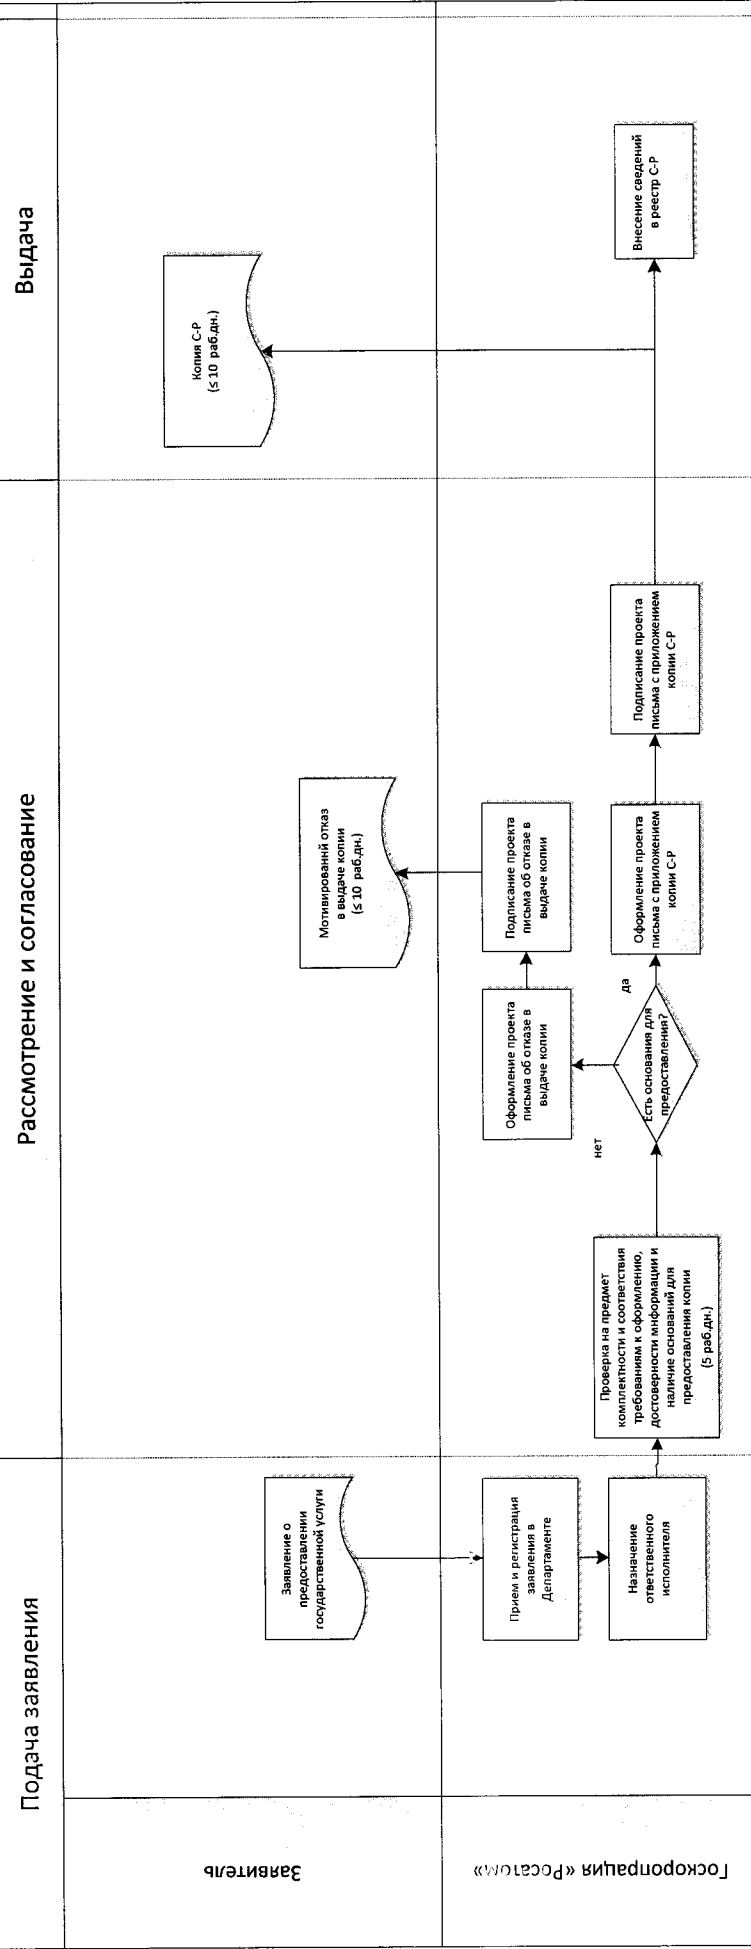 Подача заявления
Рассмотрение и согласование
Выдача
Заявитель
Заявление о
предоставлении
государственной услуги
Мотивированнй отказ
в выдаче копии
(≤ 10 раб.дн.)
Копия С-Р
(≤ 10 раб.дн.)
Госкоропрация «Росатом»
Прием и регистрация
заявления в
Департаменте
Назначение
ответственного
исполнителя
Проверка на предмет
комплектности и соответствия
требованиям к оформлению,
достоверности мнформации и
наличие оснований для
предоставления копии
(5 раб.дн.)
Есть основания для
предоставления?
нет
да
Оформление проекта
письма об отказе в
выдаче копии
Подписание проекта
письма об отказе в
выдаче копии
Оформление проекта
письма с приложением
копии С-Р
Подписание проекта
письма с приложением
копии С-Р
Внесение сведений
в реестр С-Р